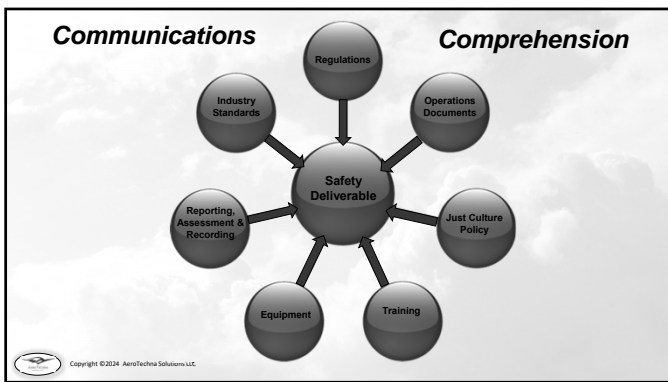 Communications
Comprehension
Regulations
Industry
Standards
Operations
Documents
Safety
Deliverable
Reporting,
Assessment &
Recording
Just Culture
Policy
Equipment
Training
Copyright ©2024 AeroTechna Solutions LLC.